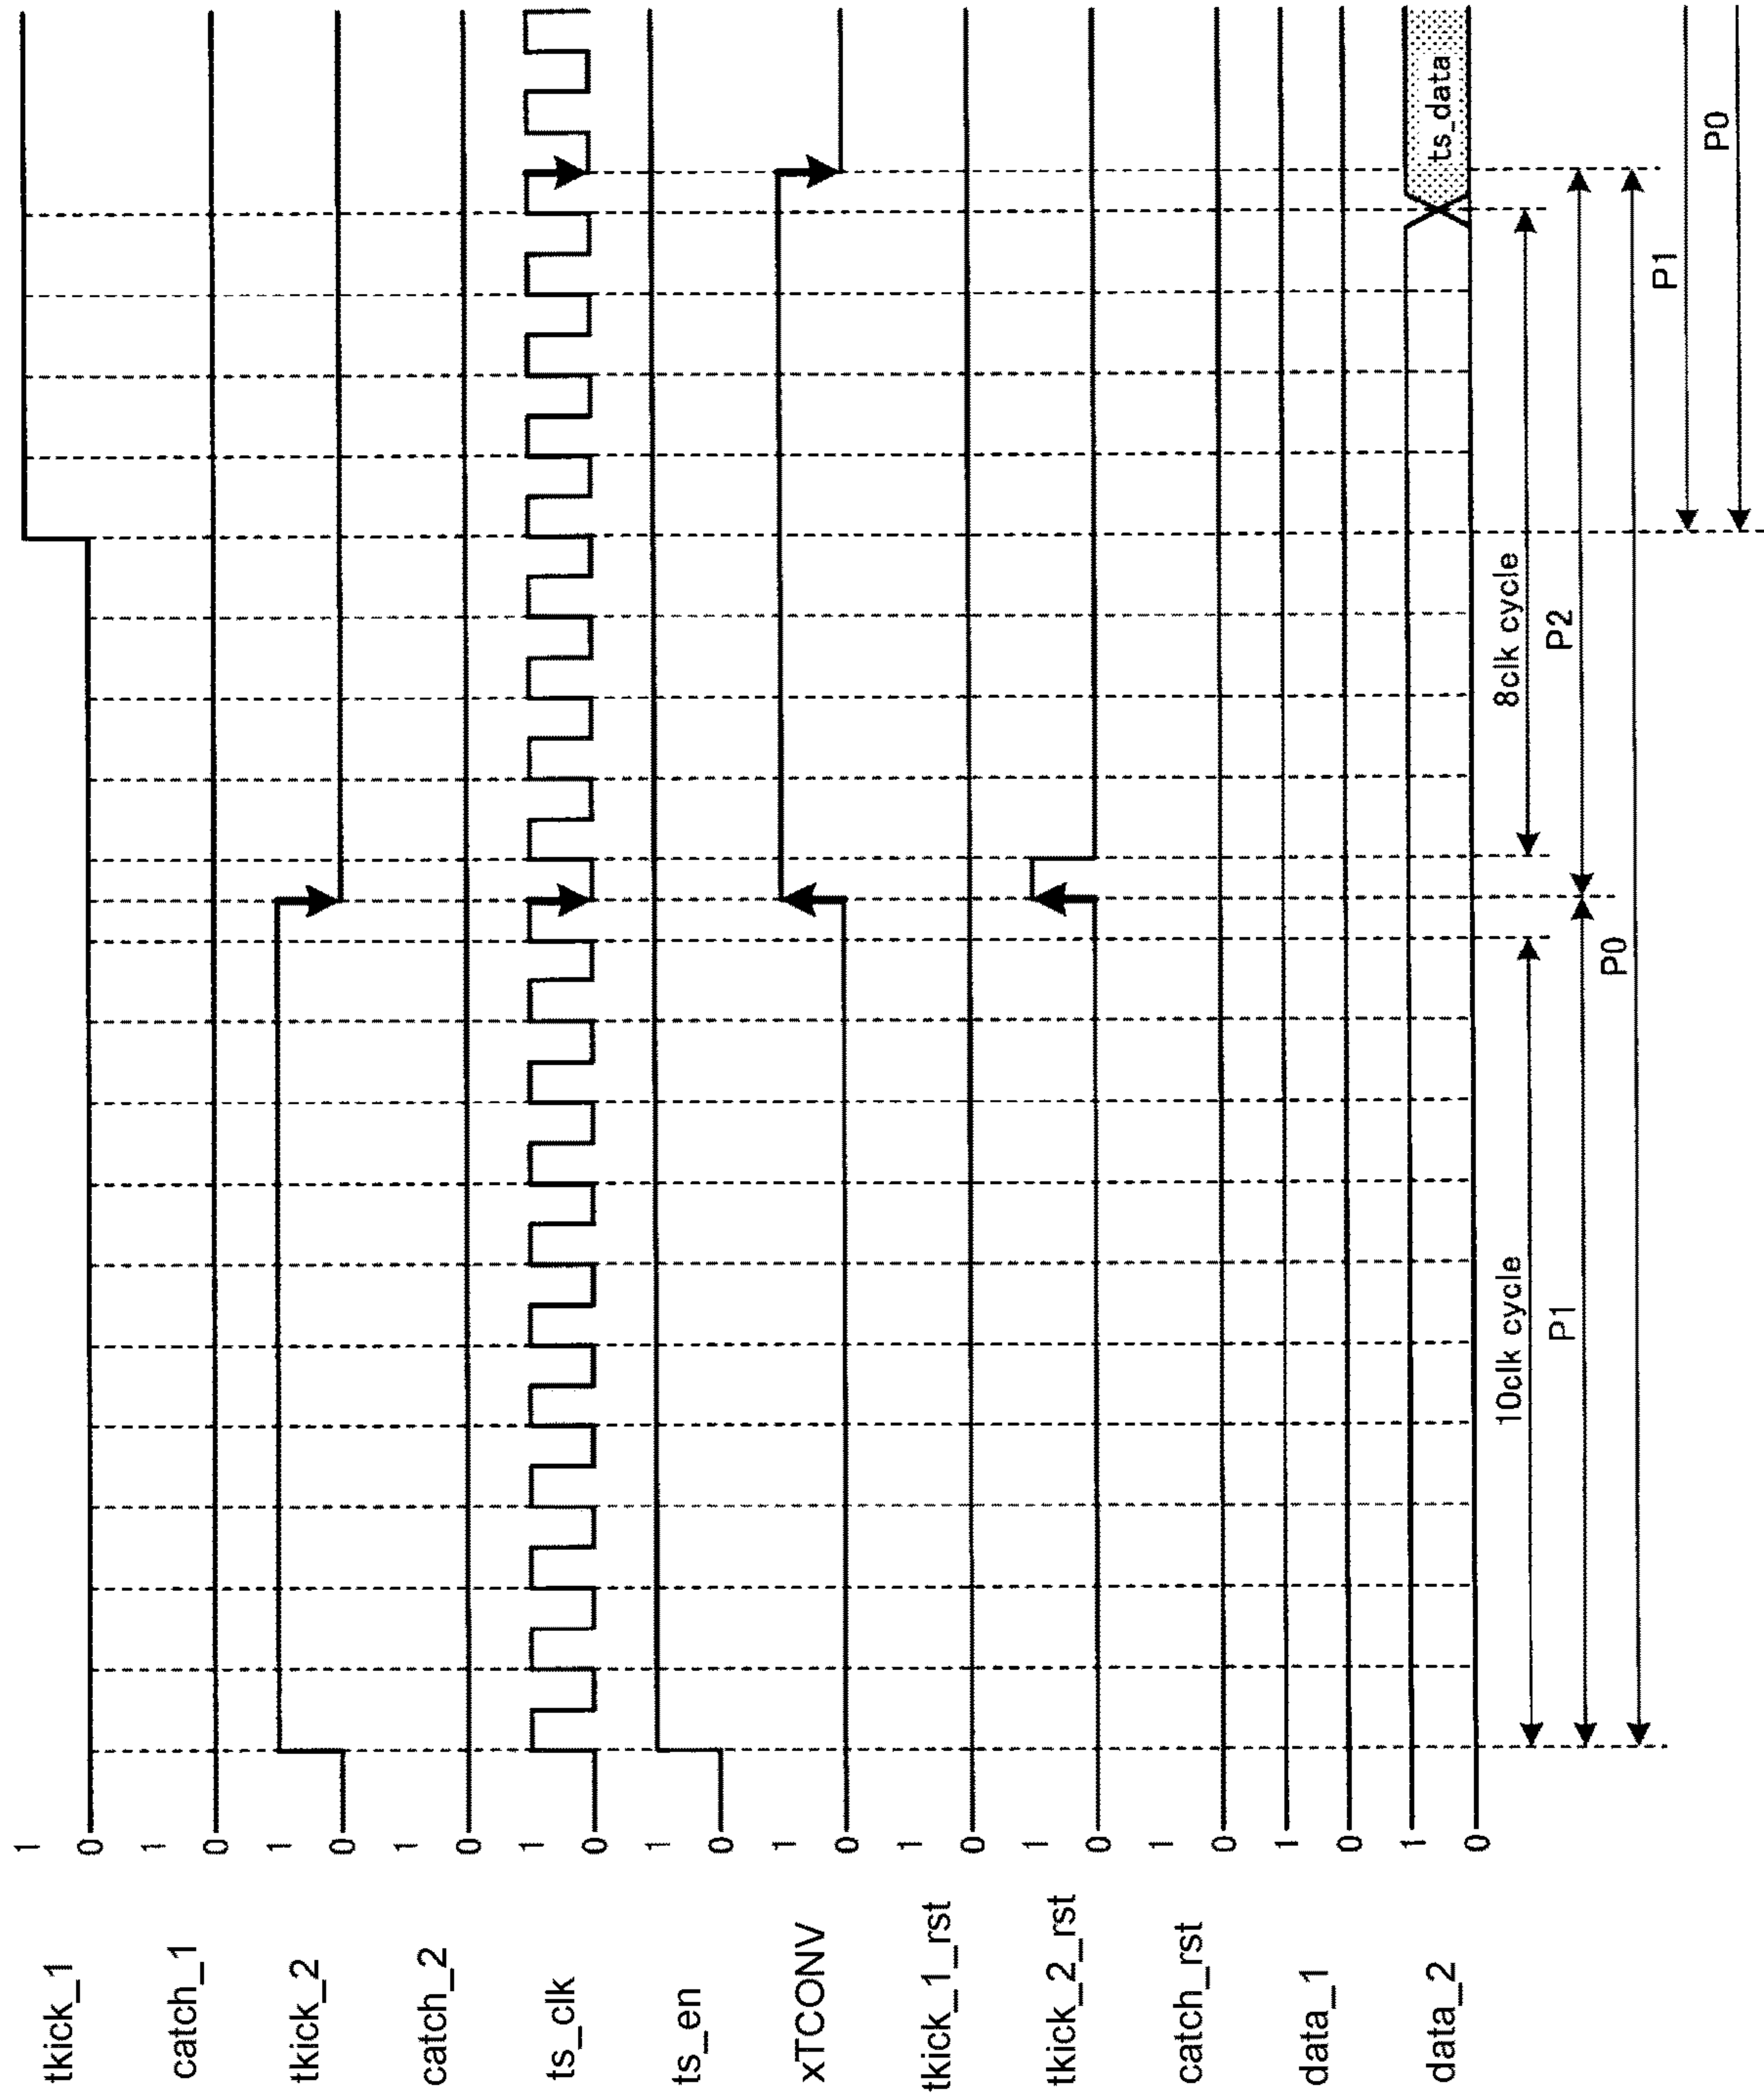 tkick_1 1 0
catch_1 1 0
tkick_2 1 0
catch_2 1 0
ts_clk 1 0
ts_en 1 0
xTCONV 1 0
tkick_1_rst 1 0
tkick_2_rst 1 0
catch_rst 1 0
data_1 1 0
data_2 1 0
ts_data
10clk cycle
8clk cycle
P1
P2
P0
P1
P0